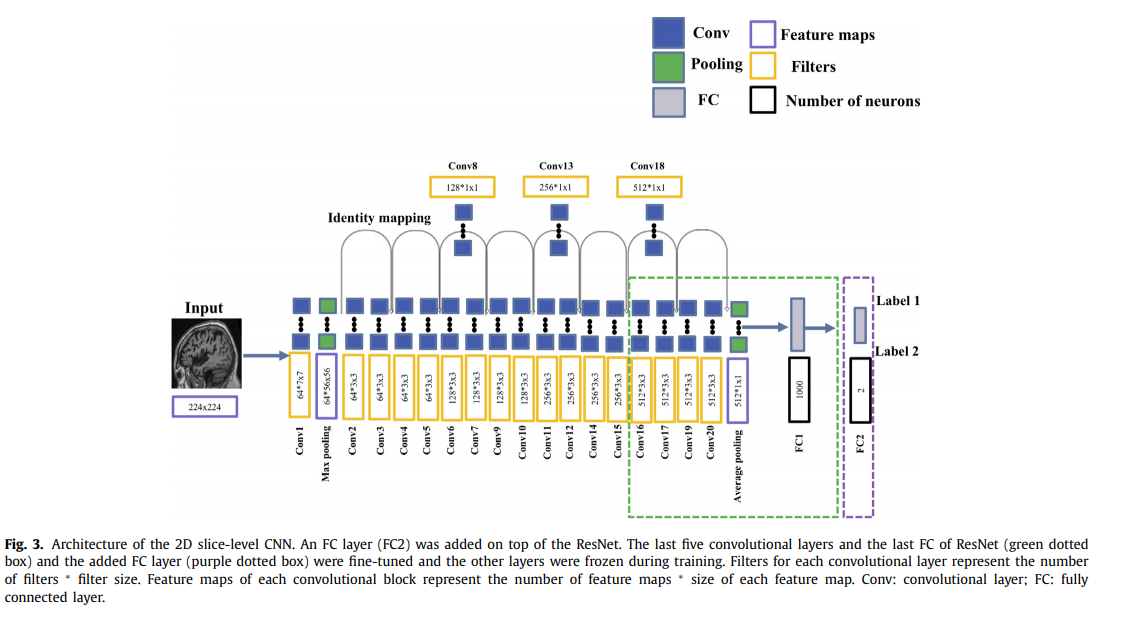 Conv
Feature maps
Pooling
Filters
FC
Number of neurons
Conv8
Conv13
Conv18
128*1x1
256*1x1
512*1x1
Identity mapping
Input
Label 1
Label 2
224x224
64*7x7
64*56x56
64*3x3
64*3x3
64*3x3
64*3x3
128*3x3
128*3x3
128*3x3
128*3x3
256*3x3
256*3x3
256*3x3
256*3x3
512*3x3
512*3x3
512*3x3
512*3x3
512*1x1
1000
2
Conv1
Max pooling
Conv2
Conv3
Conv4
Conv5
Conv6
Conv7
Conv9
Conv10
Conv11
Conv12
Conv14
Conv15
Conv16
Conv17
Conv19
Conv20
Average pooling
FC1
FC2
Fig. 3. Architecture of the 2D slice-level CNN. An FC layer (FC2) was added on top of the ResNet. The last five convolutional layers and the last FC of ResNet (green dotted
box) and the added FC layer (purple dotted box) were fine-tuned and the other layers were frozen during training. Filters for each convolutional layer represent the number
of filters * filter size. Feature maps of each convolutional block represent the number of feature maps * size of each feature map. Conv: convolutional layer; FC: fully
connected layer.